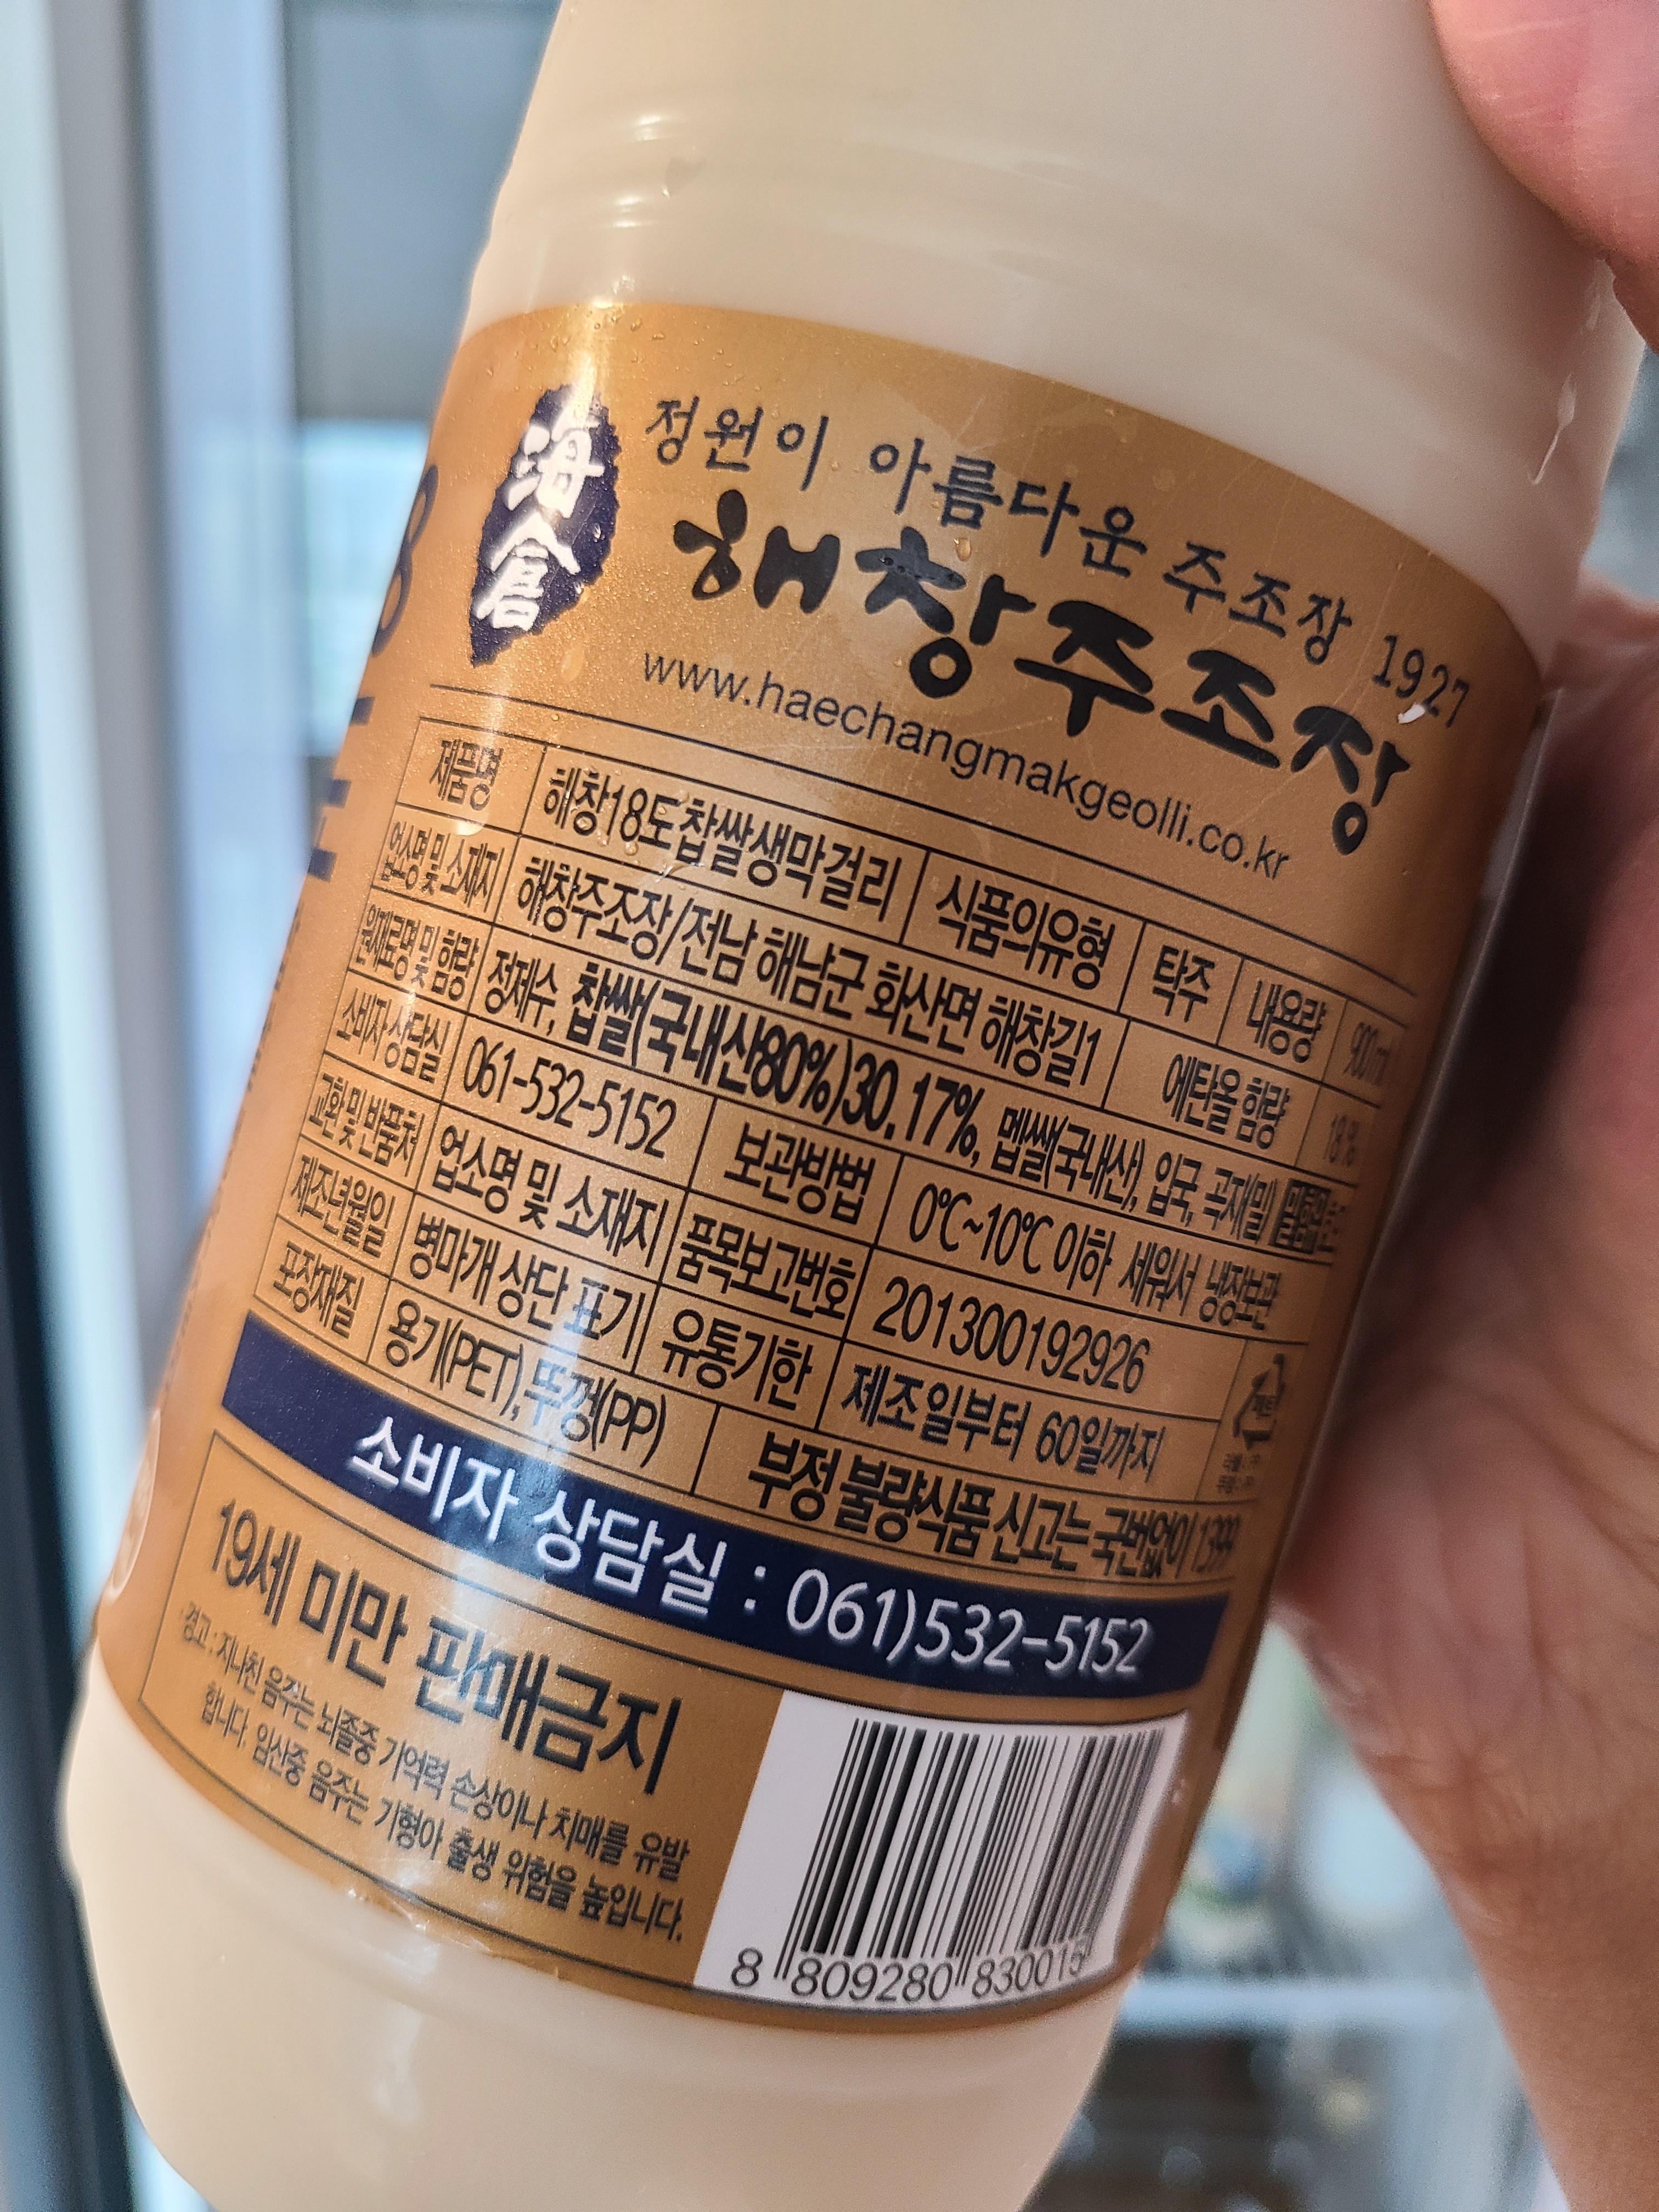 海倉
정원이 아름다운 주조장 1927
해창주조장
www.haechangmakgeolli.co.kr
제품명 해창18도찹쌀생막걸리 식품의유형 탁주 내용량 900ml
업소명 및 소재지 해창주조장/전남 해남군 화산면 해창길1 에탄올 함량 18%
원재료명 및 함량 정제수, 찹쌀(국내산80%)30.17%, 멥쌀(국내산), 입국, 곡자(밀)
소비자 상담실 061-532-5152 보관방법 0℃~10℃ 이하 세워서 냉장보관
교환 및 반품처 업소명 및 소재지 품목보고번호 201300192926
제조년월일 병마개 상단 표기 유통기한 제조일부터 60일까지
포장재질 용기(PET), 뚜껑(PP) 부정 불량식품 신고는 국번없이 1399
페트
소비자 상담실 : 061)532-5152
19세 미만 판매금지
경고 : 지나친 음주는 뇌졸중 기억력 손상이나 치매를 유발
합니다. 임산중 음주는 기형아 출생 위험을 높입니다.
8 809280 830015